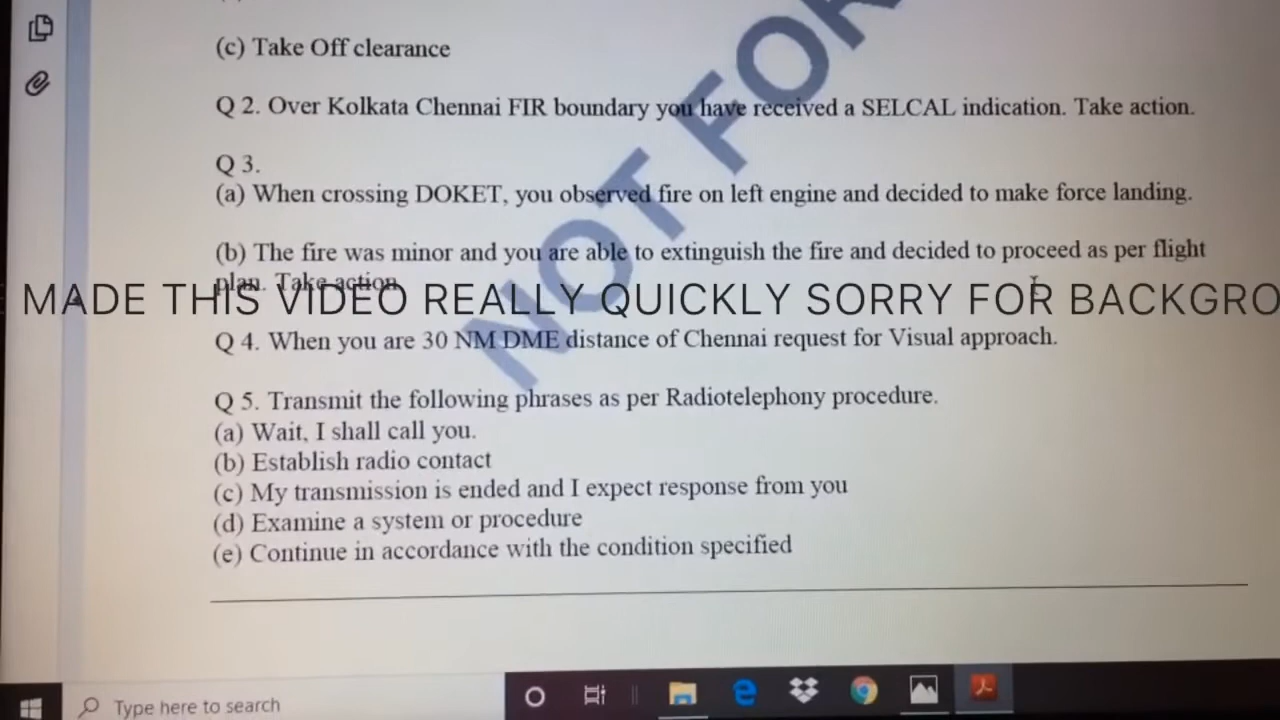 (c) Take Off clearance
Q 2. Over Kolkata Chennai FIR boundary you have received a SELCAL indication. Take action.
Q 3.
(a) When crossing DOKET, you observed fire on left engine and decided to make force landing.
(b) The fire was minor and you are able to extinguish the fire and decided to proceed as per flight
plan. Take action.
MADE THIS VIDEO REALLY QUICKLY SORRY FOR BACKGRO
Q 4. When you are 30 NM DME distance of Chennai request for Visual approach.
Q 5. Transmit the following phrases as per Radiotelephony procedure.
(a) Wait, I shall call you.
(b) Establish radio contact
(c) My transmission is ended and I expect response from you
(d) Examine a system or procedure
(e) Continue in accordance with the condition specified
NOT FOR
Type here to search